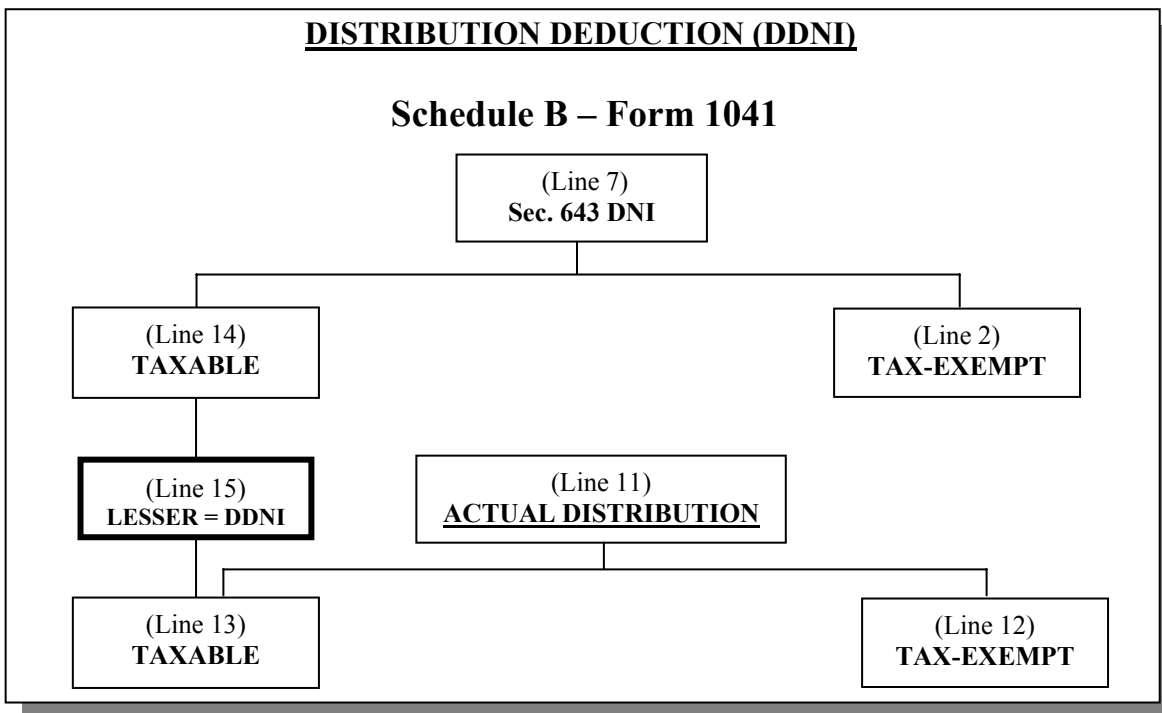 DISTRIBUTION DEDUCTION (DDNI)
Schedule B – Form 1041
(Line 7)
Sec. 643 DNI
(Line 14)
TAXABLE
(Line 2)
TAX-EXEMPT
(Line 15)
LESSER = DDNI
(Line 11)
ACTUAL DISTRIBUTION
(Line 13)
TAXABLE
(Line 12)
TAX-EXEMPT